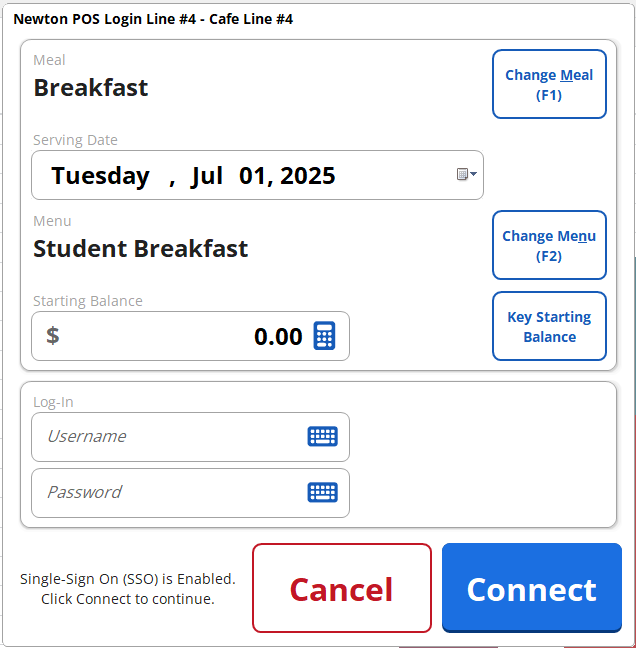 Newton POS Login Line #4 - Cafe Line #4
Meal
Breakfast
Change Meal
(F1)
Serving Date
Tuesday , Jul 01, 2025
Menu
Student Breakfast
Change Menu
(F2)
Starting Balance
$ 0.00
Key Starting
Balance
Log-In
Username
Password
Single-Sign On (SSO) is Enabled.
Click Connect to continue.
Cancel
Connect